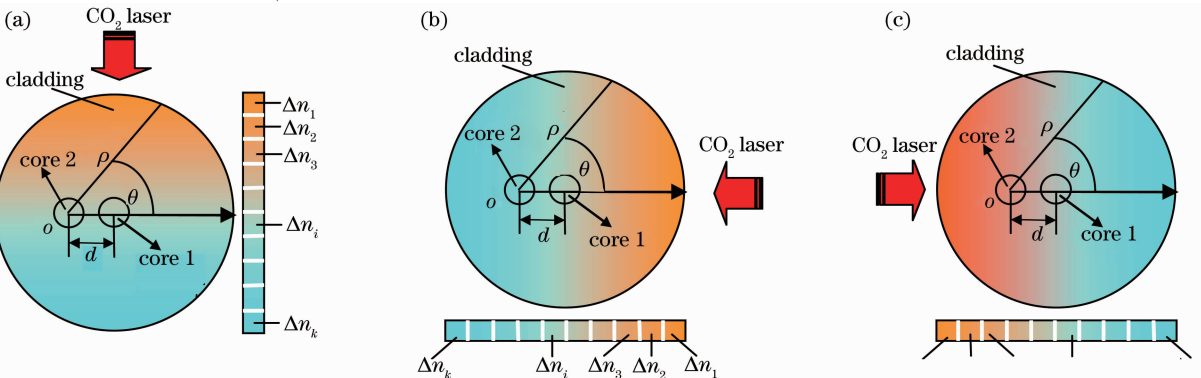 (a)
CO₂ laser
cladding
core 2
ρ
θ
o
d
core 1
Δn₁
Δn₂
Δn₃
Δnᵢ
Δnₖ
(b)
cladding
core 2
ρ
θ
CO₂ laser
o
d
core 1
Δnₖ Δnᵢ Δn₃ Δn₂ Δn₁
(c)
cladding
CO₂ laser
core 2
ρ
θ
o
d
core 1